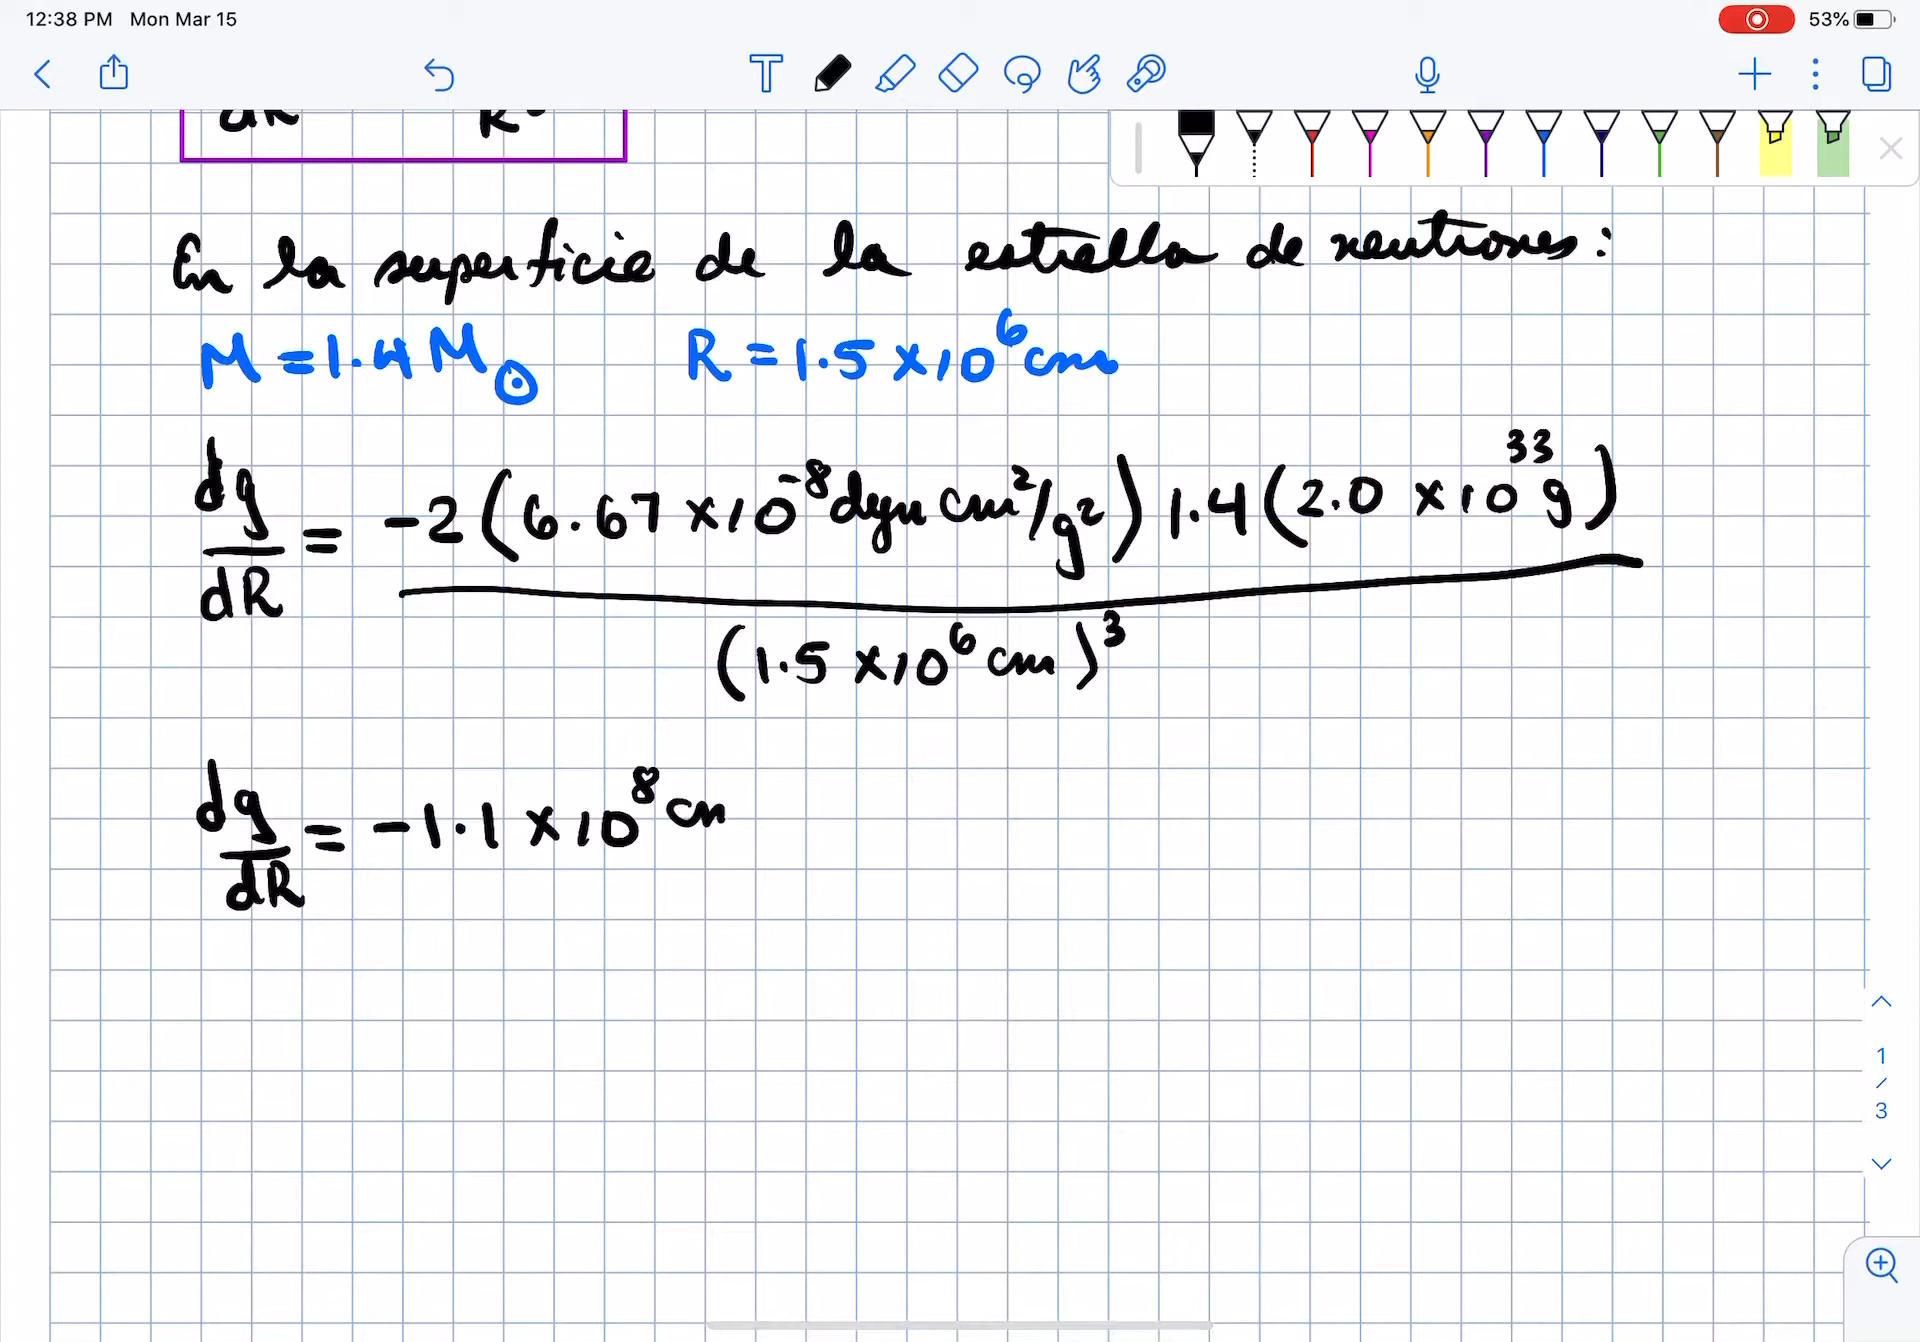 12:38 PM Mon Mar 15 53%
dR R
En la superficie de la estrella de neutrones:
M = 1.4 M☉ R = 1.5 × 10⁶ cm
dg/dR = -2 (6.67 × 10⁻⁸ dyn cm²/g²) 1.4 (2.0 × 10³³ g) / (1.5 × 10⁶ cm)³
dg/dR = -1.1 × 10⁸ cm
1
/
3